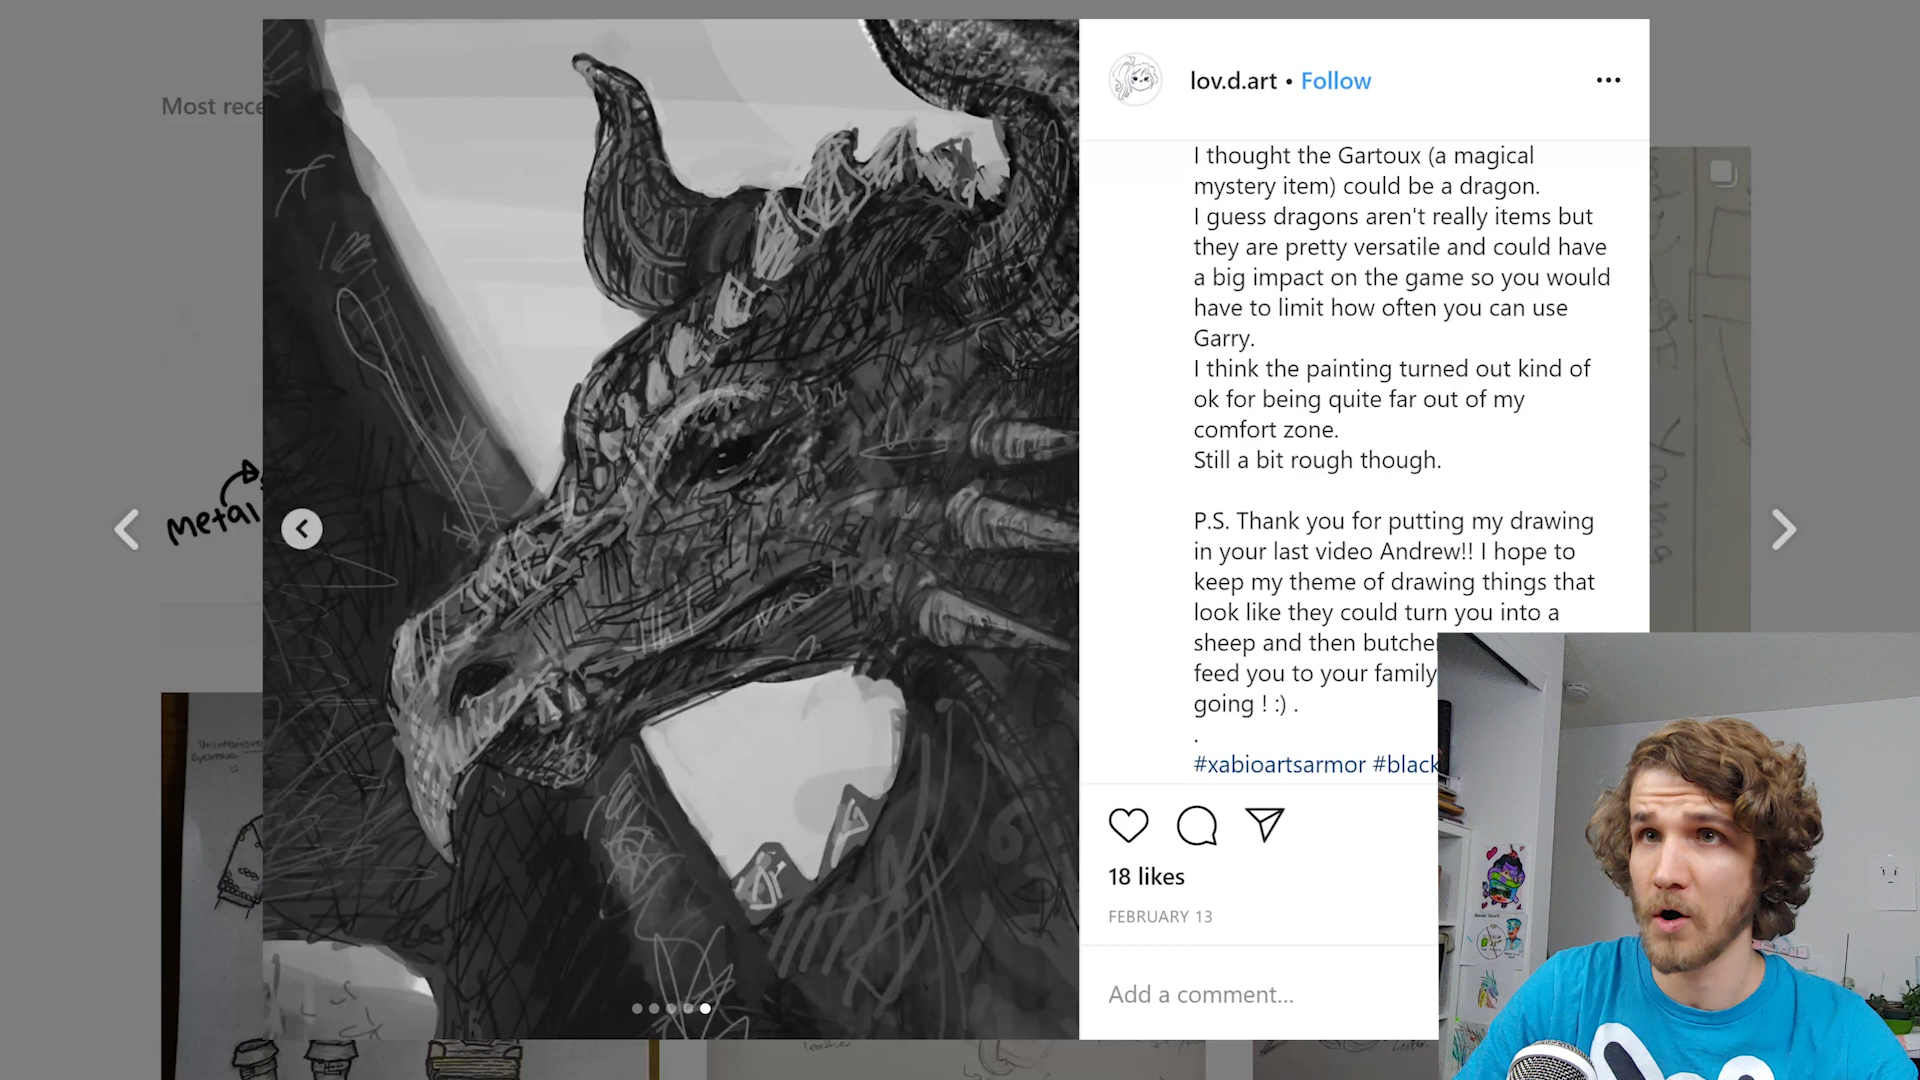 Most rece
lov.d.art • Follow
I thought the Gartoux (a magical
mystery item) could be a dragon.
I guess dragons aren't really items but
they are pretty versatile and could have
a big impact on the game so you would
have to limit how often you can use
Garry.
I think the painting turned out kind of
ok for being quite far out of my
comfort zone.
Still a bit rough though.
P.S. Thank you for putting my drawing
in your last video Andrew!! I hope to
keep my theme of drawing things that
look like they could turn you into a
sheep and then butcher
feed you to your family
going ! :) .
.
#xabioartsarmor #black
18 likes
FEBRUARY 13
Add a comment...
Metal
leather